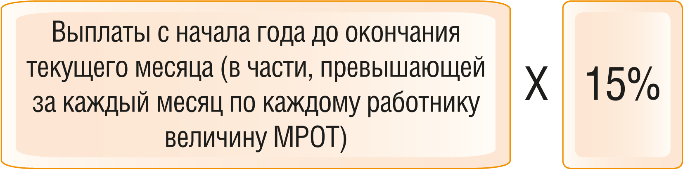 Выплаты с начала года до окончания
текущего месяца (в части, превышающей
за каждый месяц по каждому работнику
величину МРОТ)
X
15%